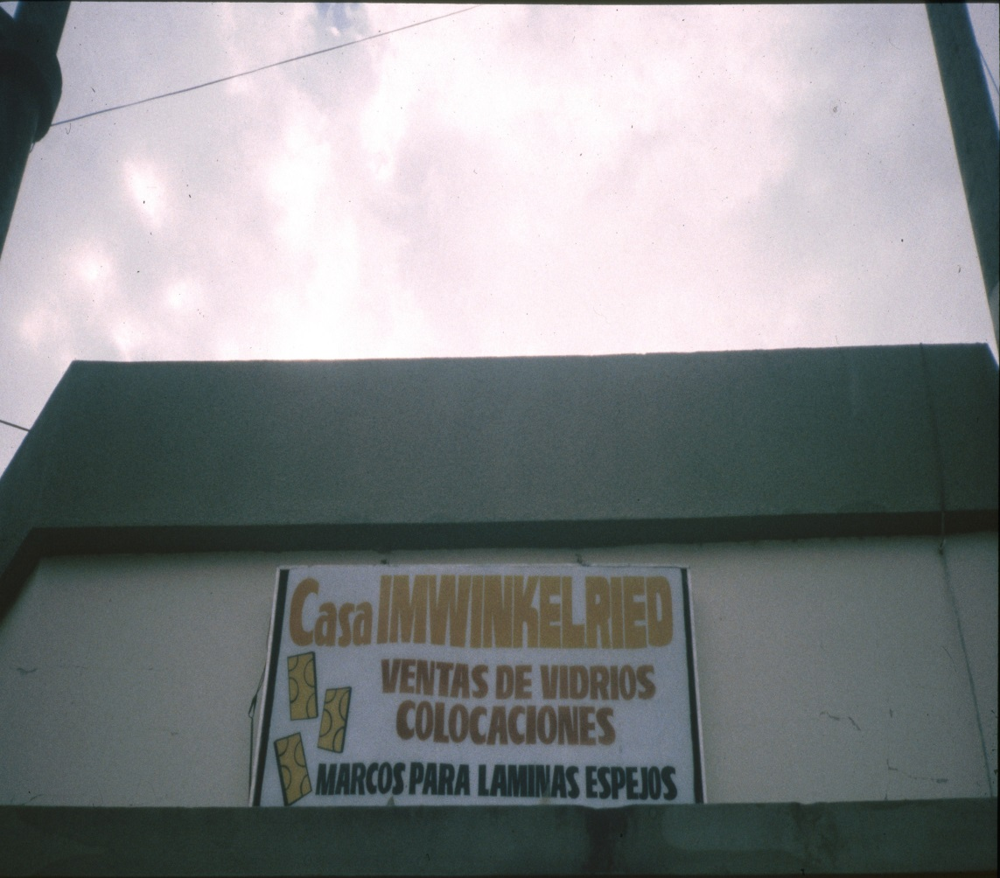 Casa IMWINKELRIED
VENTAS DE VIDRIOS
COLOCACIONES
MARCOS PARA LAMINAS ESPEJOS